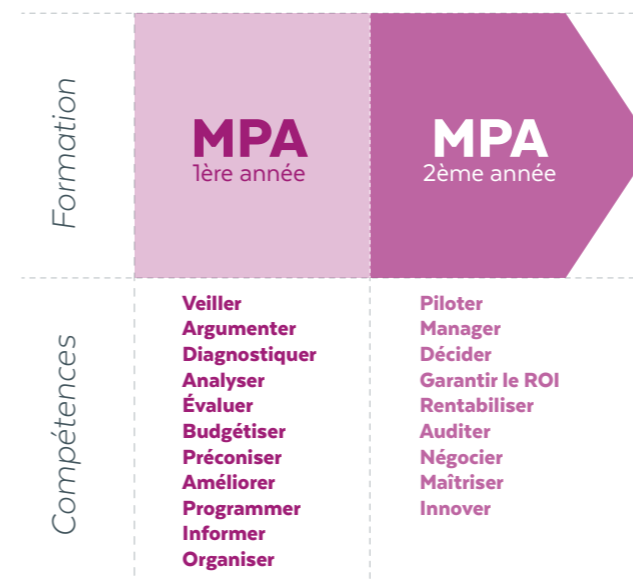 Formation
MPA
1ère année
MPA
2ème année
Compétences
Veiller
Argumenter
Diagnostiquer
Analyser
Évaluer
Budgétiser
Préconiser
Améliorer
Programmer
Informer
Organiser
Piloter
Manager
Décider
Garantir le ROI
Rentabiliser
Auditer
Négocier
Maîtriser
Innover